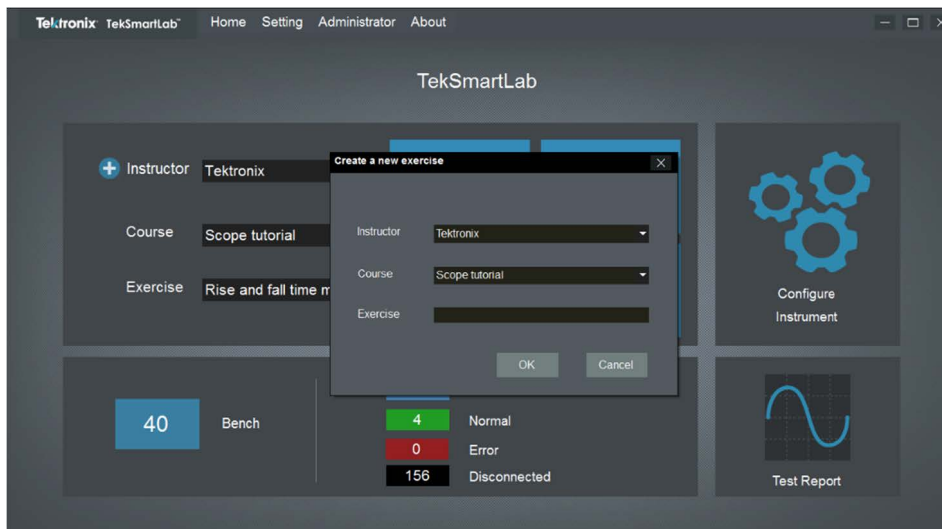 Tektronix TekSmartLab™ Home Setting Administrator About
TekSmartLab
Instructor Tektronix
Course Scope tutorial
Exercise Rise and fall time m
Create a new exercise
Instructor Tektronix
Course Scope tutorial
Exercise
OK Cancel
Configure
Instrument
40 Bench
4 Normal
0 Error
156 Disconnected
Test Report